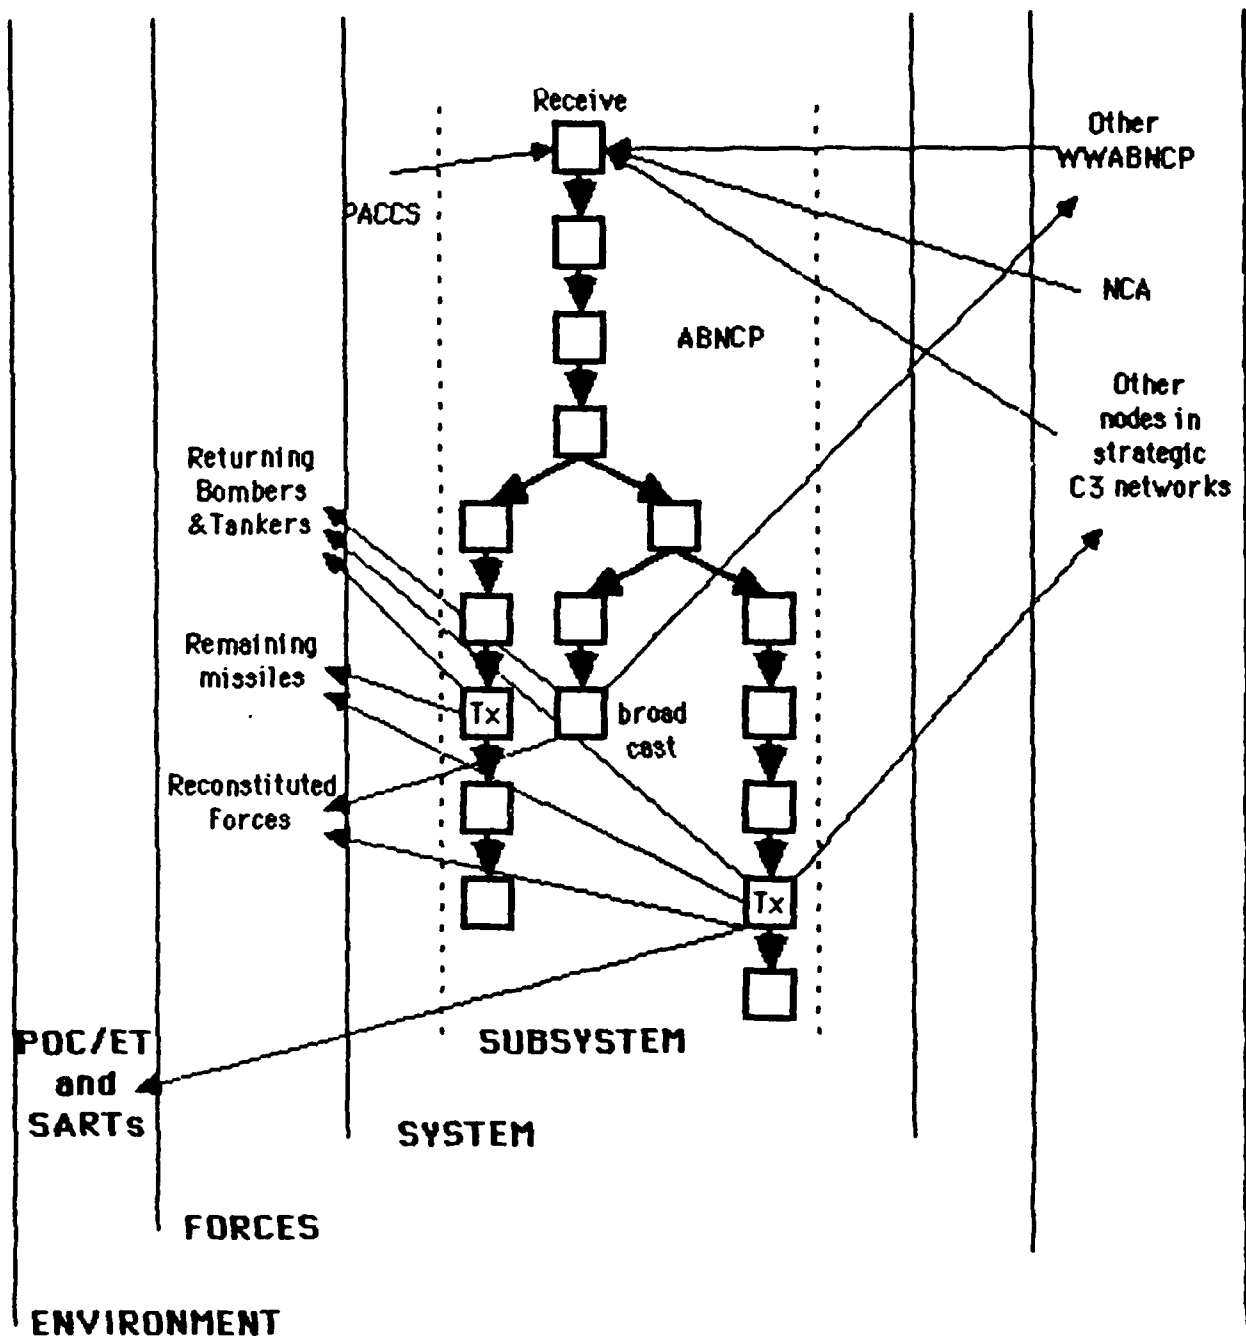 Receive
Other
WWABNCP
PACCS
NCA
ABNCP
Other
nodes in
strategic
C3 networks
Returning
Bombers
&Tankers
Remaining
missiles
Tx
broad
cast
Reconstituted
Forces
Tx
POC/ET
and
SARTs
SUBSYSTEM
SYSTEM
FORCES
ENVIRONMENT